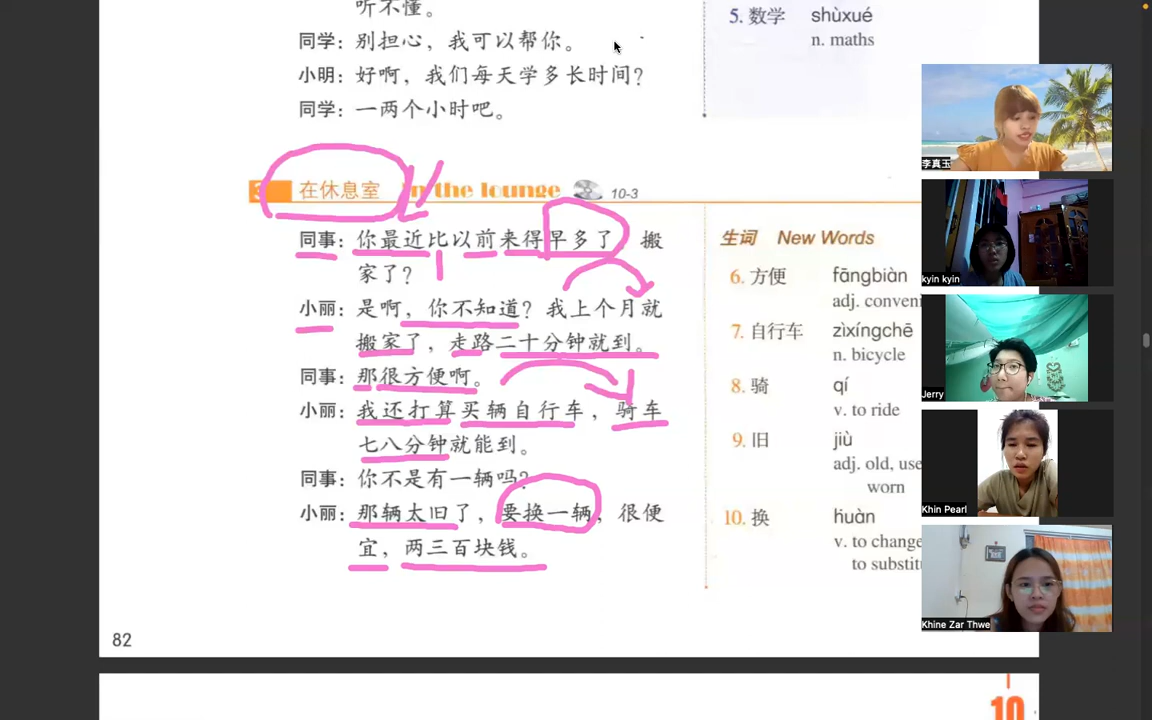 听不懂。
同学：别担心，我可以帮你。
小明：好啊，我们每天学多长时间？
同学：一两个小时吧。
5. 数学 shùxué
n. maths
在休息室 the lounge 10-3
同事：你最近比以前来得早多了，搬
家了？
小丽：是啊，你不知道？我上个月就
搬家了，走路二十分钟就到。
同事：那很方便啊。
小丽：我还打算买辆自行车，骑车
七八分钟就能到。
同事：你不是有一辆吗？
小丽：那辆太旧了，要换一辆，很便
宜，两三百块钱。
82
生词 New Words
6. 方便 fāngbiàn
adj. conveni
7. 自行车 zìxíngchē
n. bicycle
8. 骑 qí
v. to ride
9. 旧 jiù
adj. old, use
worn
10. 换 huàn
v. to change
to substitu
李真玉
kyin kyin
Jerry
Khin Pearl
Khine Zar Thwe
10